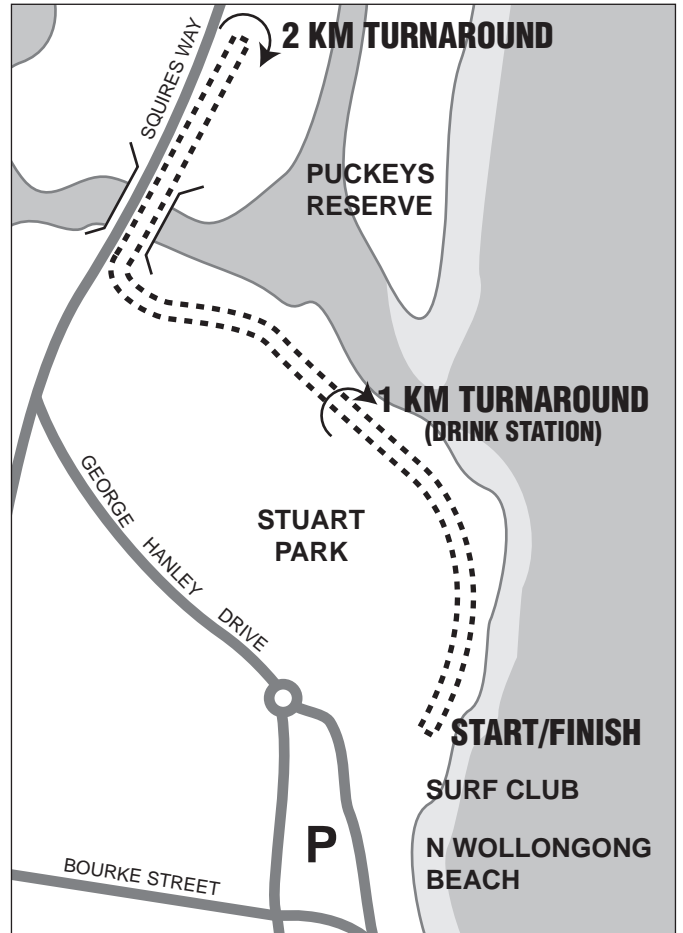 SQUIRES WAY
2 KM TURNAROUND
PUCKEYS
RESERVE
1 KM TURNAROUND
(DRINK STATION)
GEORGE HANLEY DRIVE
STUART
PARK
START/FINISH
SURF CLUB
P
N WOLLONGONG
BEACH
BOURKE STREET